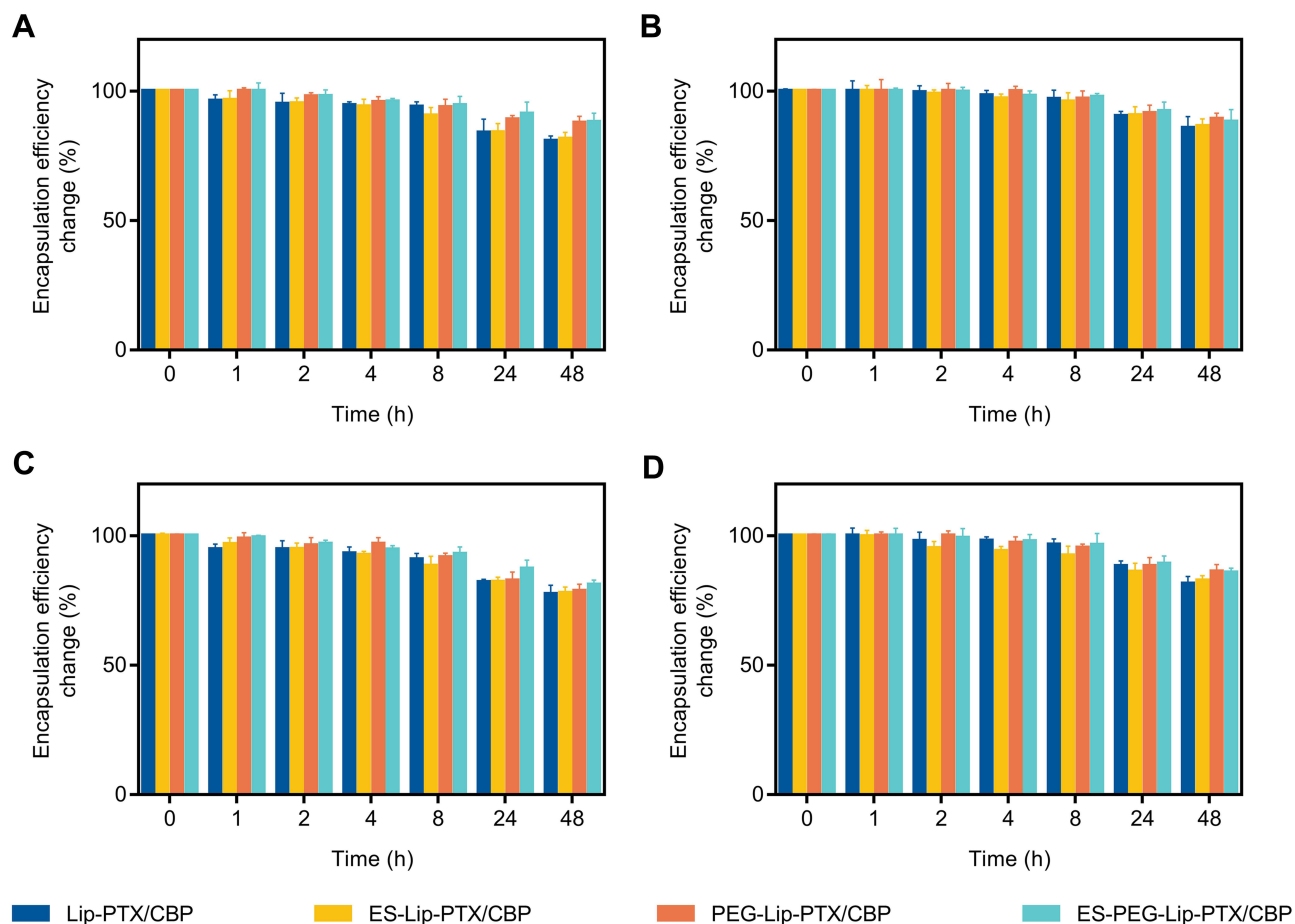 A
Encapsulation efficiency
change (%)
100
50
0
0 1 2 4 8 24 48
Time (h)
B
Encapsulation efficiency
change (%)
100
50
0
0 1 2 4 8 24 48
Time (h)
C
Encapsulation efficiency
change (%)
100
50
0
0 1 2 4 8 24 48
Time (h)
D
Encapsulation efficiency
change (%)
100
50
0
0 1 2 4 8 24 48
Time (h)
Lip-PTX/CBP ES-Lip-PTX/CBP PEG-Lip-PTX/CBP ES-PEG-Lip-PTX/CBP